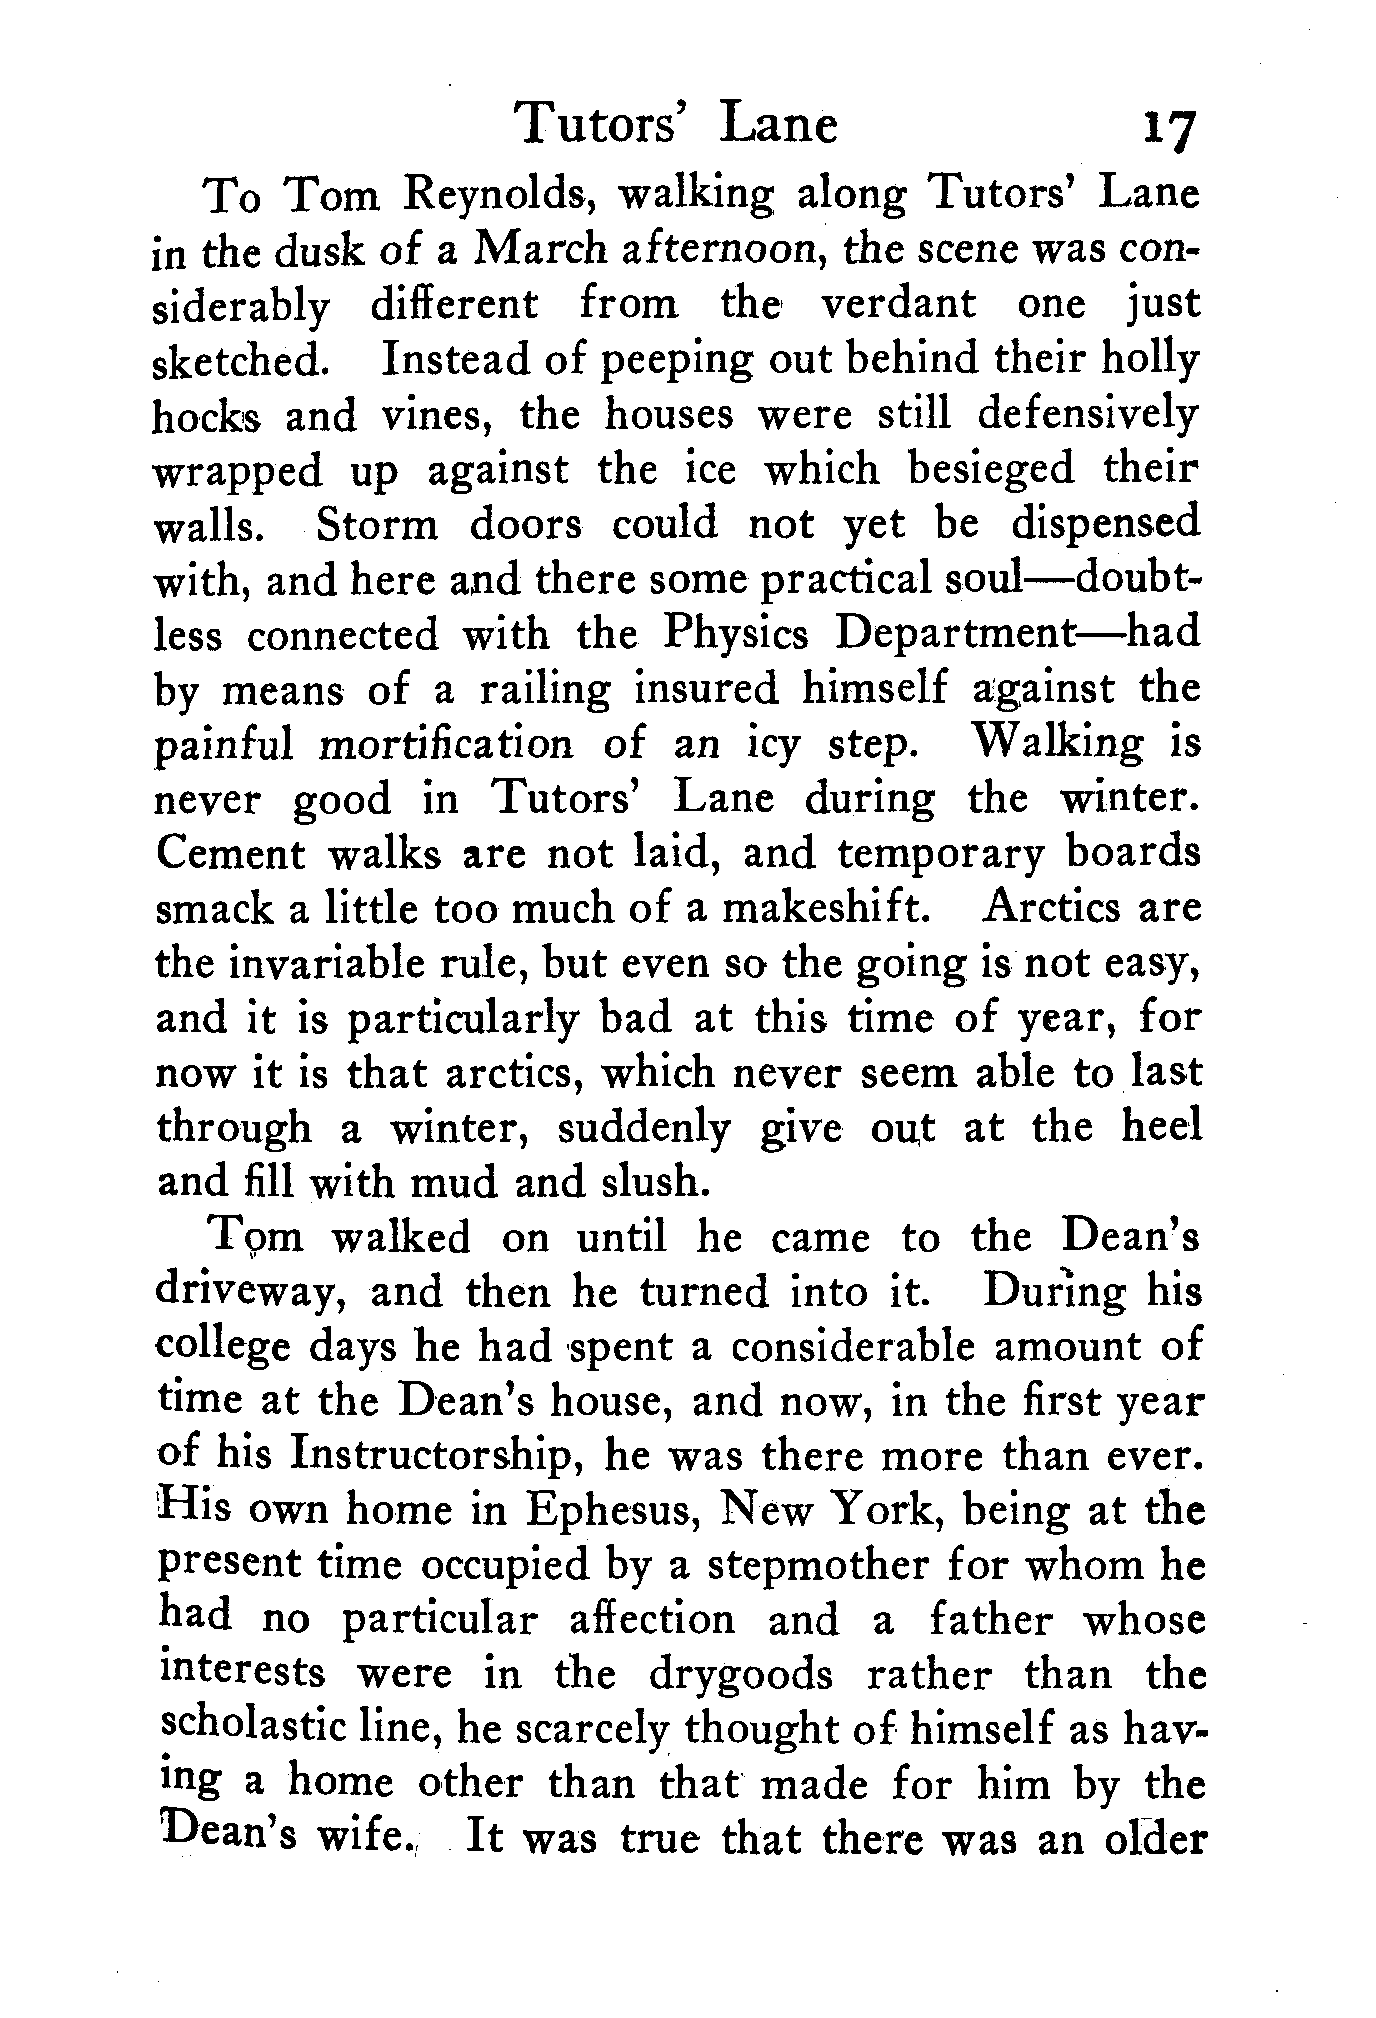 Tutors' Lane 17
To Tom Reynolds, walking along Tutors' Lane
in the dusk of a March afternoon, the scene was con-
siderably different from the verdant one just
sketched. Instead of peeping out behind their holly
hocks and vines, the houses were still defensively
wrapped up against the ice which besieged their
walls. Storm doors could not yet be dispensed
with, and here and there some practical soul—doubt-
less connected with the Physics Department—had
by means of a railing insured himself against the
painful mortification of an icy step. Walking is
never good in Tutors' Lane during the winter.
Cement walks are not laid, and temporary boards
smack a little too much of a makeshift. Arctics are
the invariable rule, but even so the going is not easy,
and it is particularly bad at this time of year, for
now it is that arctics, which never seem able to last
through a winter, suddenly give out at the heel
and fill with mud and slush.
Tom walked on until he came to the Dean's
driveway, and then he turned into it. During his
college days he had spent a considerable amount of
time at the Dean's house, and now, in the first year
of his Instructorship, he was there more than ever.
His own home in Ephesus, New York, being at the
present time occupied by a stepmother for whom he
had no particular affection and a father whose
interests were in the drygoods rather than the
scholastic line, he scarcely thought of himself as hav-
ing a home other than that made for him by the
Dean's wife. It was true that there was an older